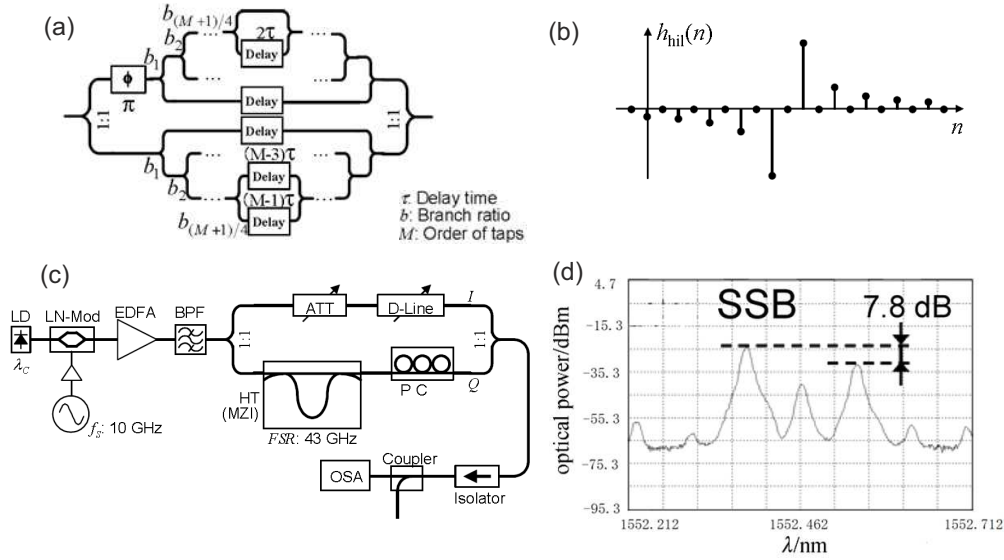 (a)
b(M+1)/4
b2
2τ
Delay
b1
...
...
ϕ
π
...
...
Delay
1:1
1:1
Delay
b1
...
(M-3)τ
...
b2
Delay
...
(M-1)τ
...
b(M+1)/4
Delay
τ: Delay time
b: Branch ratio
M: Order of taps
(b)
hhil(n)
n
(c)
LD
LN-Mod
EDFA
BPF
λC
fS: 10 GHz
ATT
D-Line
I
1:1
1:1
HT
(MZI)
P C
Q
FSR: 43 GHz
OSA
Coupler
Isolator
(d)
4.7
-15.3
-35.3
-55.3
-75.3
-95.3
optical power/dBm
SSB
7.8 dB
1552.212
1552.462
1552.712
λ/nm